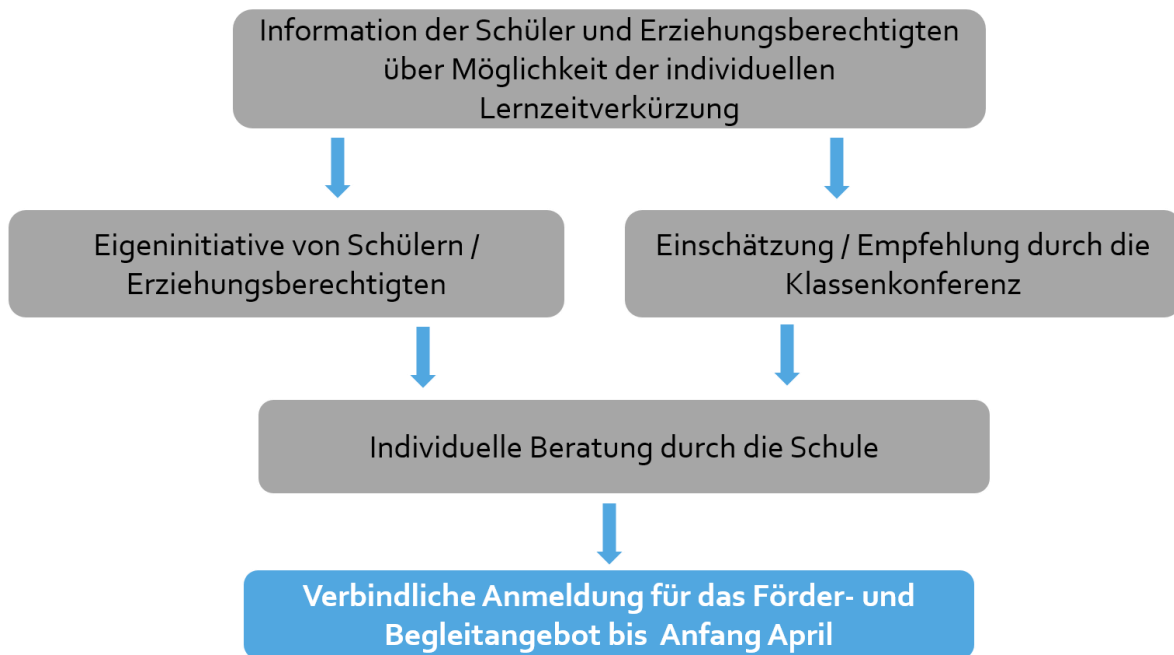 Information der Schüler und Erziehungsberechtigten
über Möglichkeit der individuellen
Lernzeitverkürzung
Eigeninitiative von Schülern /
Erziehungsberechtigten
Einschätzung / Empfehlung durch die
Klassenkonferenz
Individuelle Beratung durch die Schule
Verbindliche Anmeldung für das Förder- und
Begleitangebot bis  Anfang April